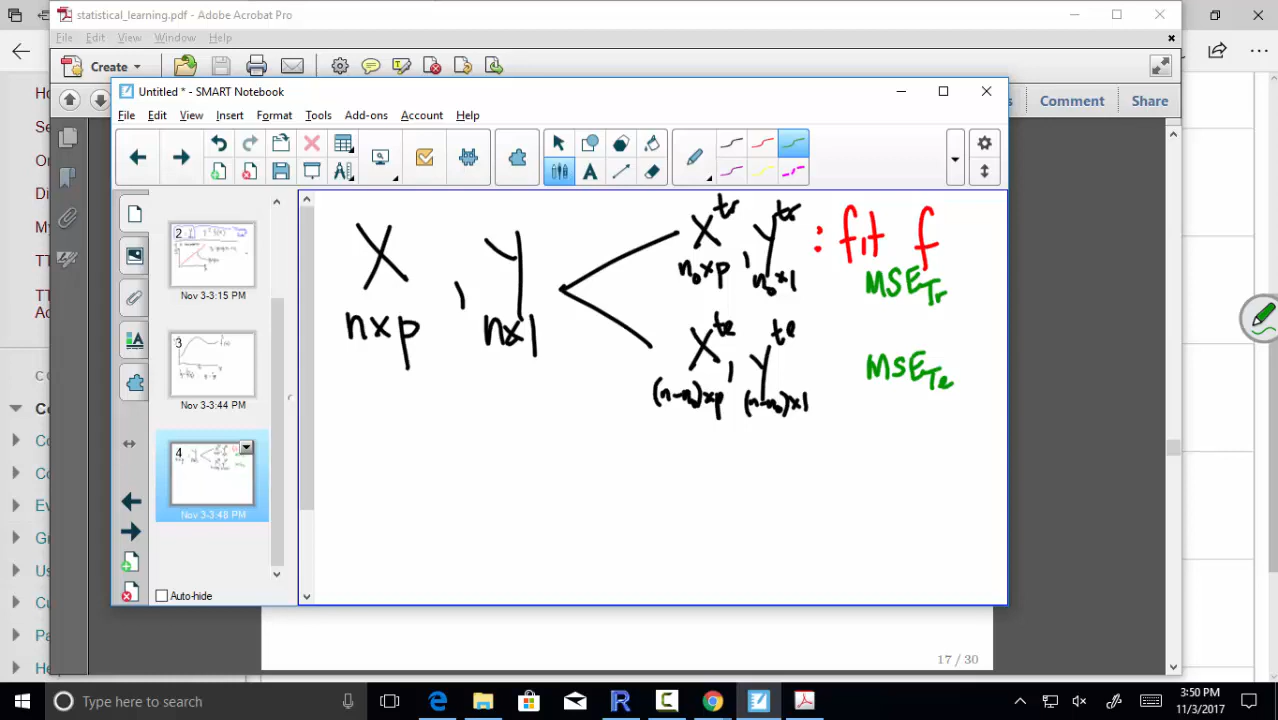 statistical_learning.pdf - Adobe Acrobat Pro
File Edit View Window Help
Create
Comment Share
Untitled * - SMART Notebook
File Edit View Insert Format Tools Add-ons Account Help
2
Nov 3-3:15 PM
3
Nov 3-3:44 PM
4
Nov 3-3:48 PM
Auto-hide
X , Y
n×p n×1
X^tr , Y^tr : fit f
n₀×p n₀×1
MSE_Tr
X^te , Y^te
MSE_Te
(n-n₀)×p (n-n₀)×1
17 / 30
Type here to search
3:50 PM
11/3/2017